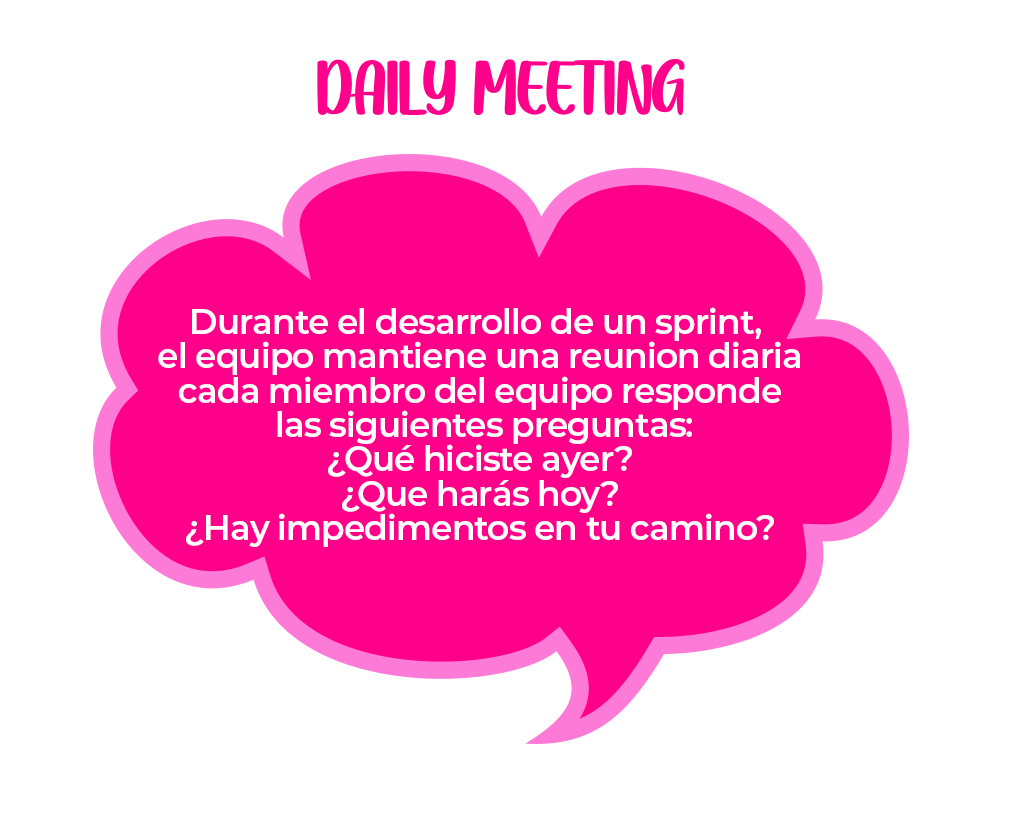 DAILY MEETING
Durante el desarrollo de un sprint,
el equipo mantiene una reunion diaria
cada miembro del equipo responde
las siguientes preguntas:
¿Qué hiciste ayer?
¿Que harás hoy?
¿Hay impedimentos en tu camino?